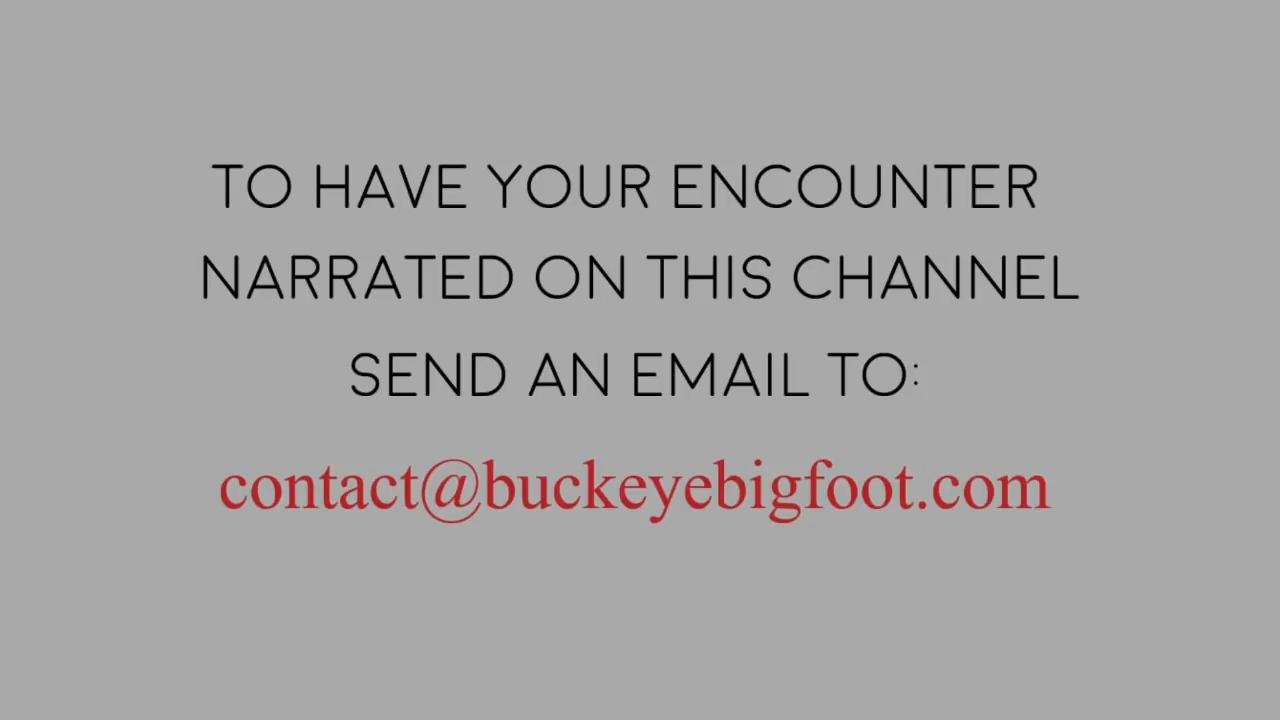 TO HAVE YOUR ENCOUNTER
NARRATED ON THIS CHANNEL
SEND AN EMAIL TO:
contact@buckeyebigfoot.com